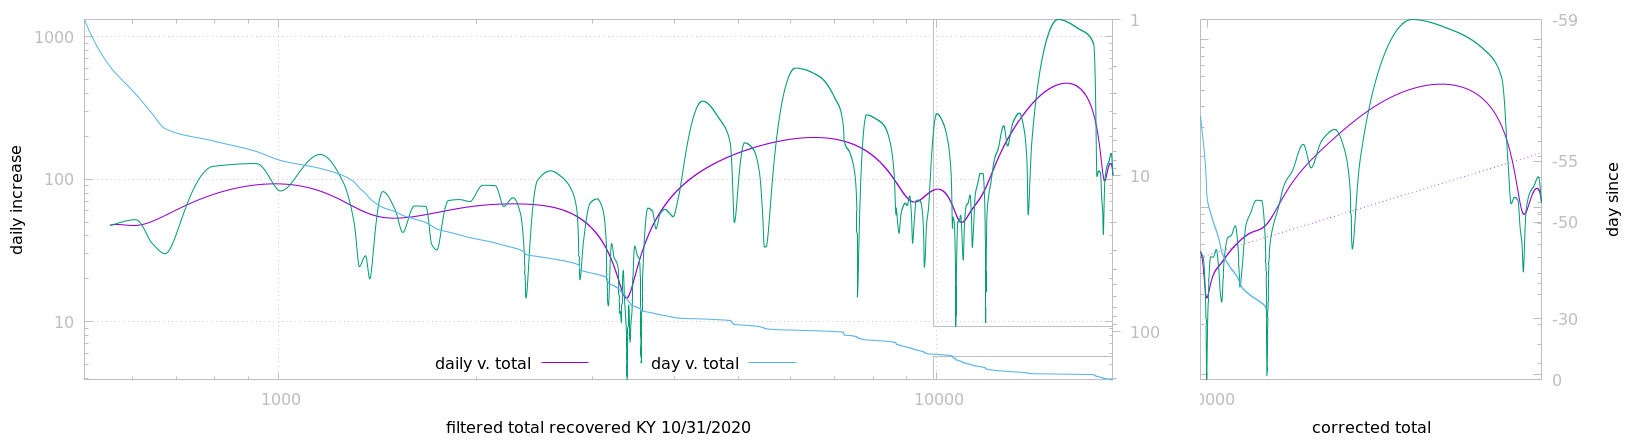 1000
100
10
daily increase
1
10
100
daily v. total
day v. total
1000
10000
filtered total recovered KY 10/31/2020
-59
-55
-50
-30
0
day since
0000
corrected total